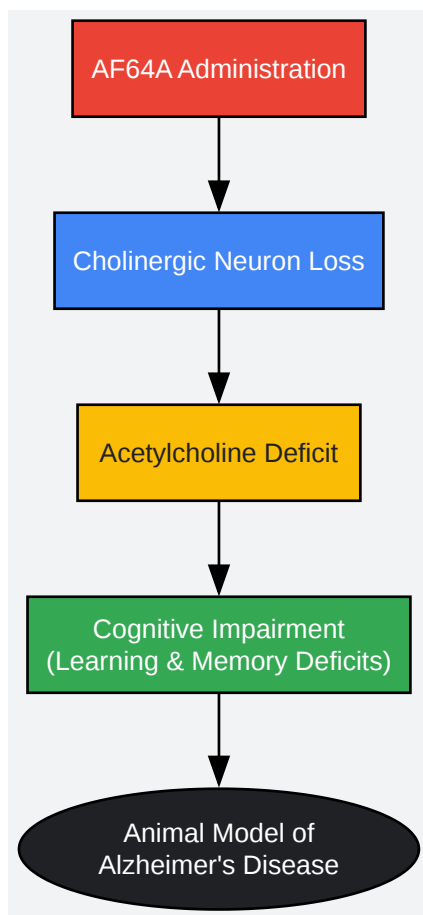 AF64A Administration
Cholinergic Neuron Loss
Acetylcholine Deficit
Cognitive Impairment
(Learning & Memory Deficits)
Animal Model of
Alzheimer's Disease